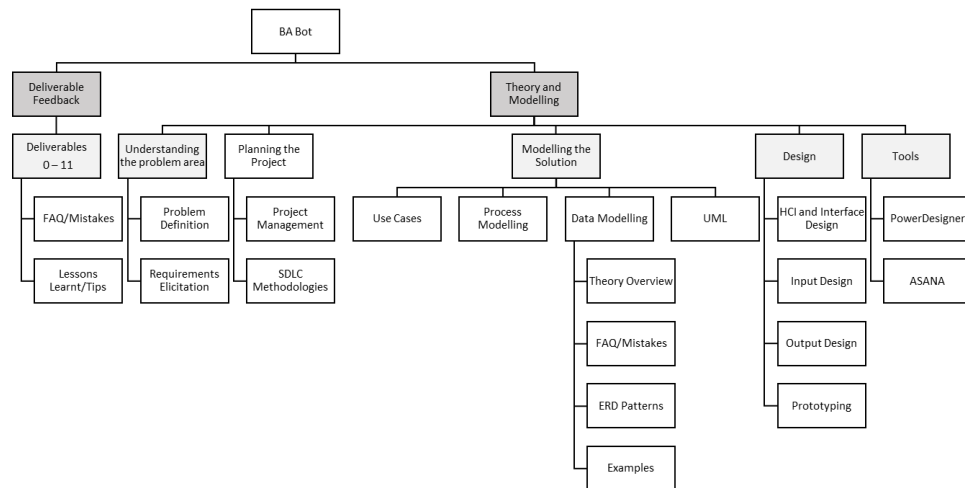 BA Bot
Deliverable
Feedback
Theory and
Modelling
Deliverables
0 – 11
Understanding
the problem area
Planning the
Project
Modelling the
Solution
Design
Tools
FAQ/Mistakes
Problem
Definition
Project
Management
Use Cases
Process
Modelling
Data Modelling
UML
HCI and Interface
Design
PowerDesigner
Lessons
Learnt/Tips
Requirements
Elicitation
SDLC
Methodologies
Theory Overview
Input Design
ASANA
FAQ/Mistakes
Output Design
ERD Patterns
Prototyping
Examples